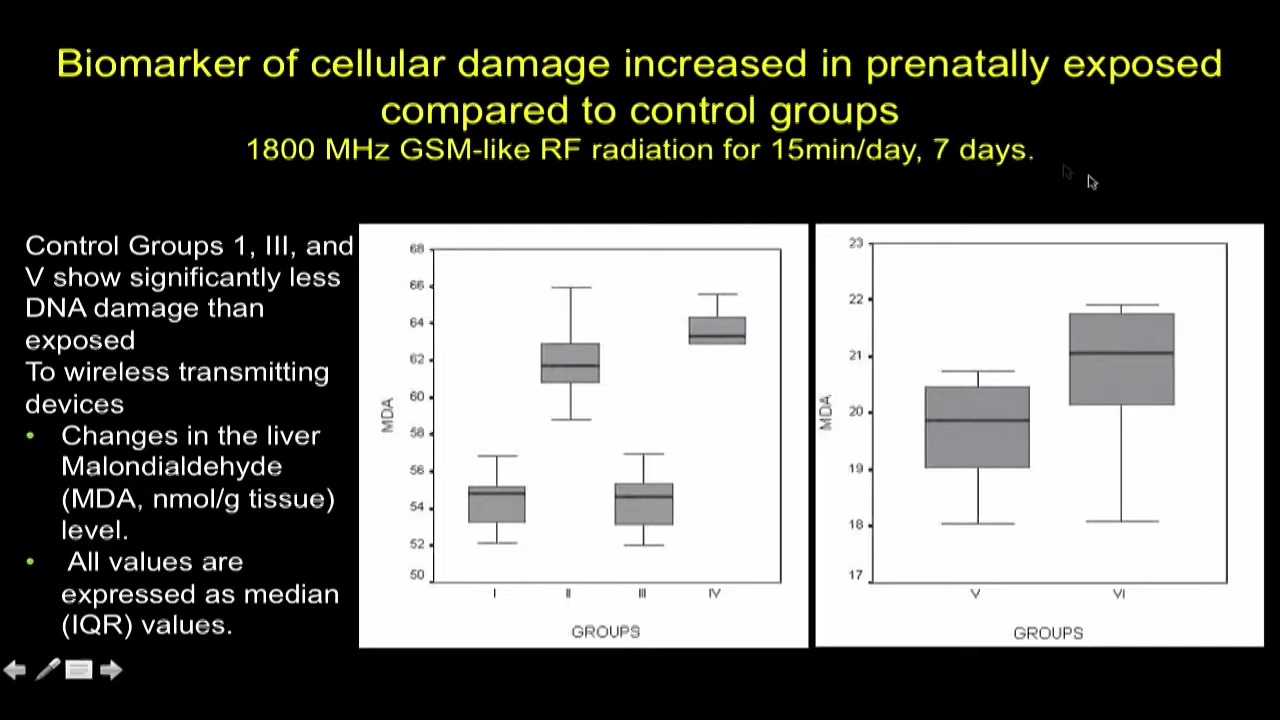 Biomarker of cellular damage increased in prenatally exposed
compared to control groups
1800 MHz GSM-like RF radiation for 15min/day, 7 days.
Control Groups 1, III, and
V show significantly less
DNA damage than
exposed
To wireless transmitting
devices
• Changes in the liver
Malondialdehyde
(MDA, nmol/g tissue)
level.
• All values are
expressed as median
(IQR) values.
68
66
64
62
60
58
56
54
52
50
MDA
I II III IV
GROUPS
23
22
21
20
19
18
17
MDA
V VI
GROUPS